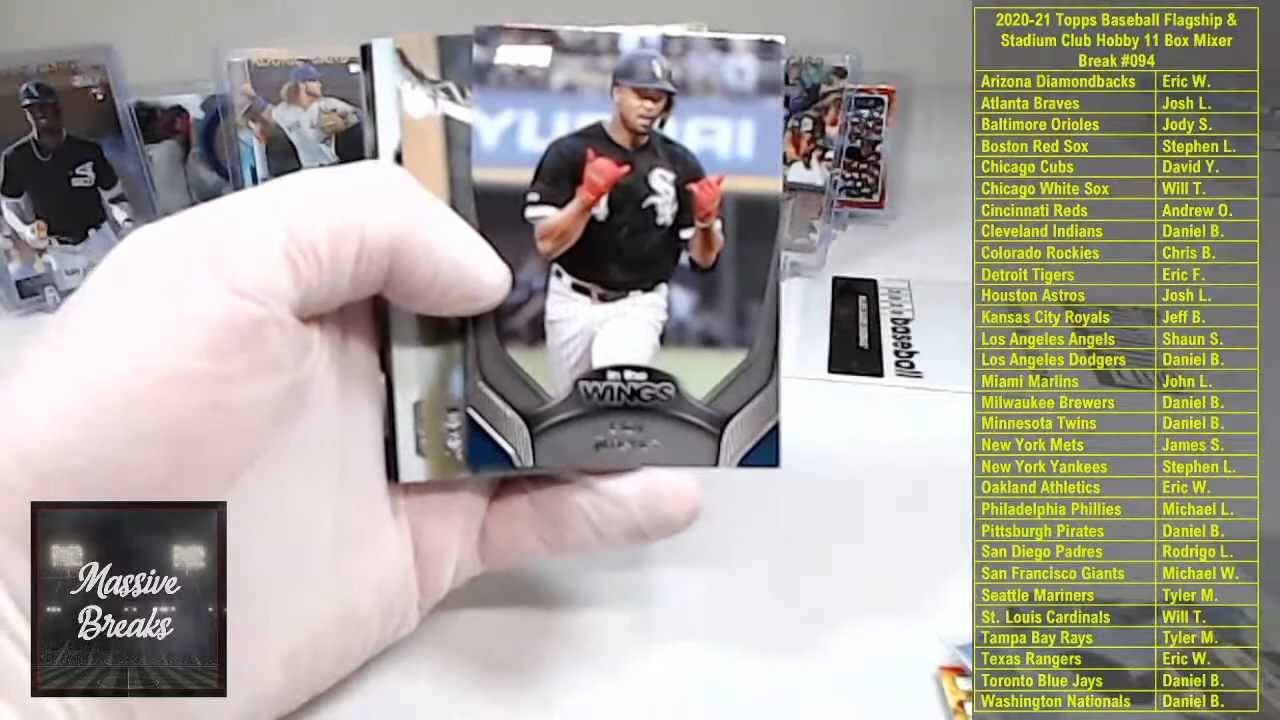 2020-21 Topps Baseball Flagship &
Stadium Club Hobby 11 Box Mixer
Break #094
Arizona Diamondbacks Eric W.
Atlanta Braves Josh L.
Baltimore Orioles Jody S.
Boston Red Sox Stephen L.
Chicago Cubs David Y.
Chicago White Sox Will T.
Cincinnati Reds Andrew O.
Cleveland Indians Daniel B.
Colorado Rockies Chris B.
Detroit Tigers Eric F.
Houston Astros Josh L.
Kansas City Royals Jeff B.
Los Angeles Angels Shaun S.
Los Angeles Dodgers Daniel B.
Miami Marlins John L.
Milwaukee Brewers Daniel B.
Minnesota Twins Daniel B.
New York Mets James S.
New York Yankees Stephen L.
Oakland Athletics Eric W.
Philadelphia Phillies Michael L.
Pittsburgh Pirates Daniel B.
San Diego Padres Rodrigo L.
San Francisco Giants Michael W.
Seattle Mariners Tyler M.
St. Louis Cardinals Will T.
Tampa Bay Rays Tyler M.
Texas Rangers Eric W.
Toronto Blue Jays Daniel B.
Washington Nationals Daniel B.
in the
WINGS
baseball
Massive
Breaks